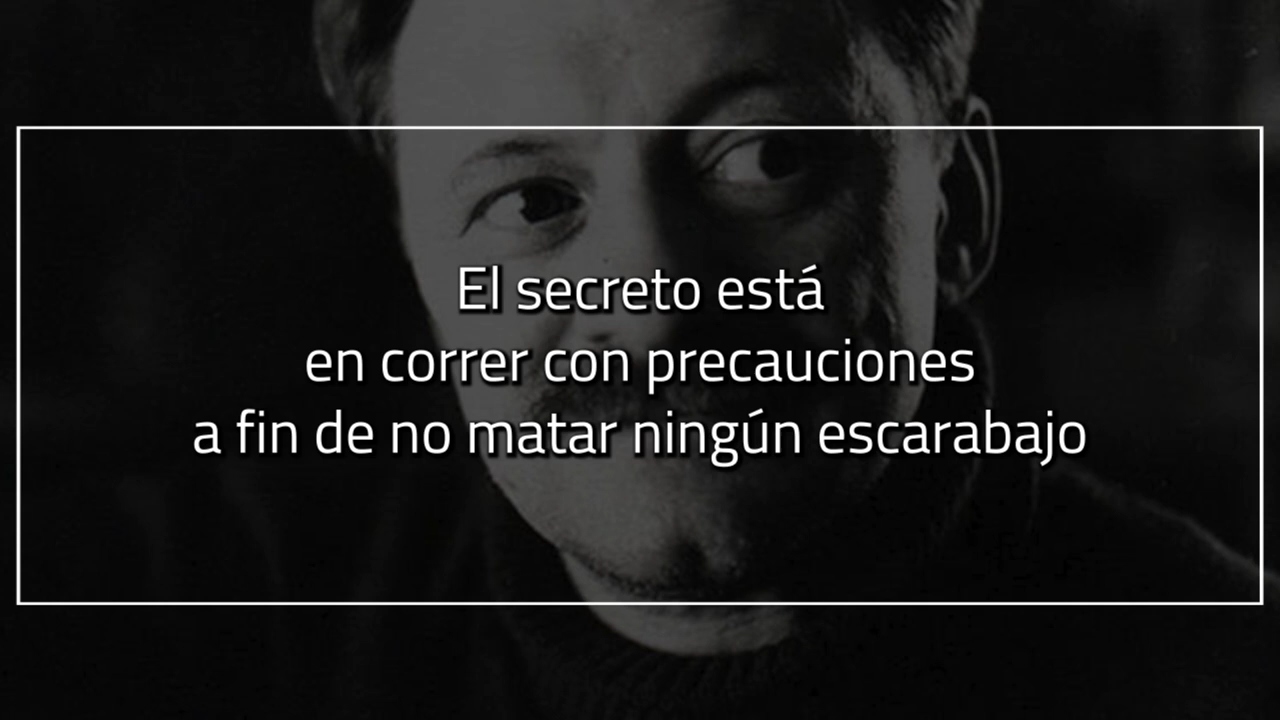 El secreto está
en correr con precauciones
a fin de no matar ningún escarabajo